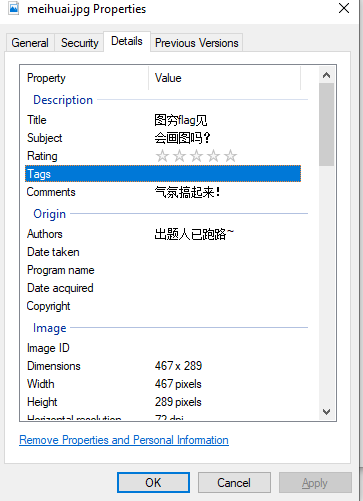 meihuai.jpg Properties
General Security Details Previous Versions
Property Value
Description
Title 图穷flag见
Subject 会画图吗？
Rating
Tags
Comments 气氛搞起来！
Origin
Authors 出题人已跑路~
Date taken
Program name
Date acquired
Copyright
Image
Image ID
Dimensions 467 x 289
Width 467 pixels
Height 289 pixels
Horizontal resolution 72 dpi
Remove Properties and Personal Information
OK Cancel Apply